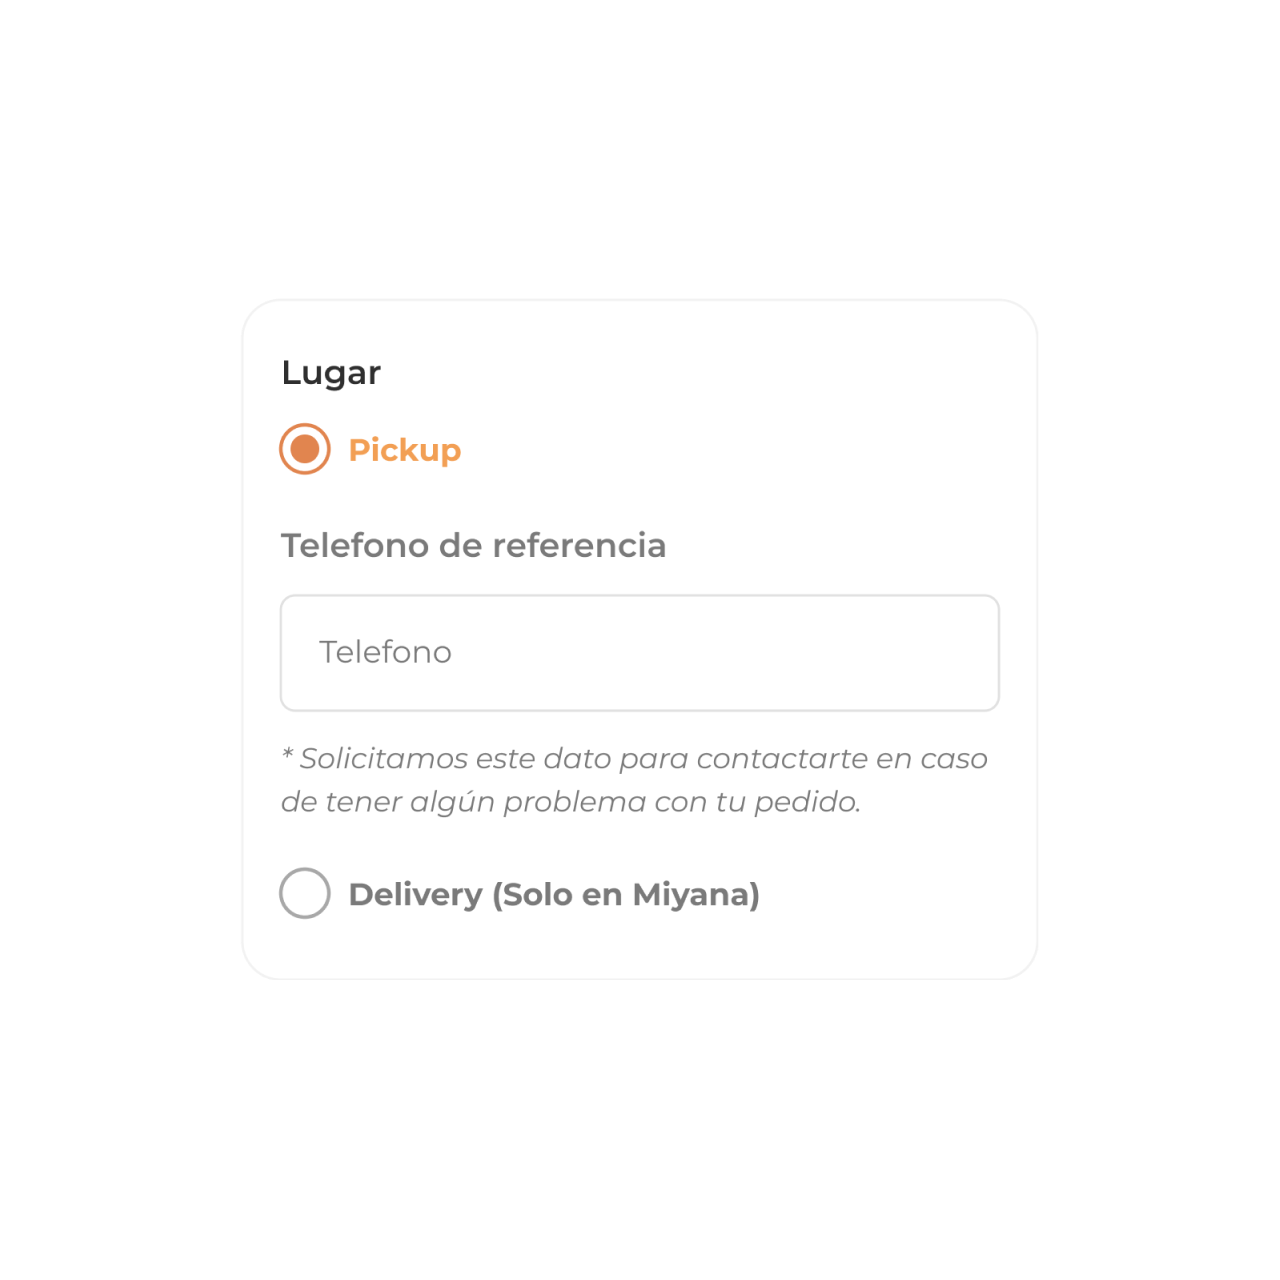 Lugar
Pickup
Telefono de referencia
Telefono
* Solicitamos este dato para contactarte en caso
de tener algún problema con tu pedido.
Delivery (Solo en Miyana)